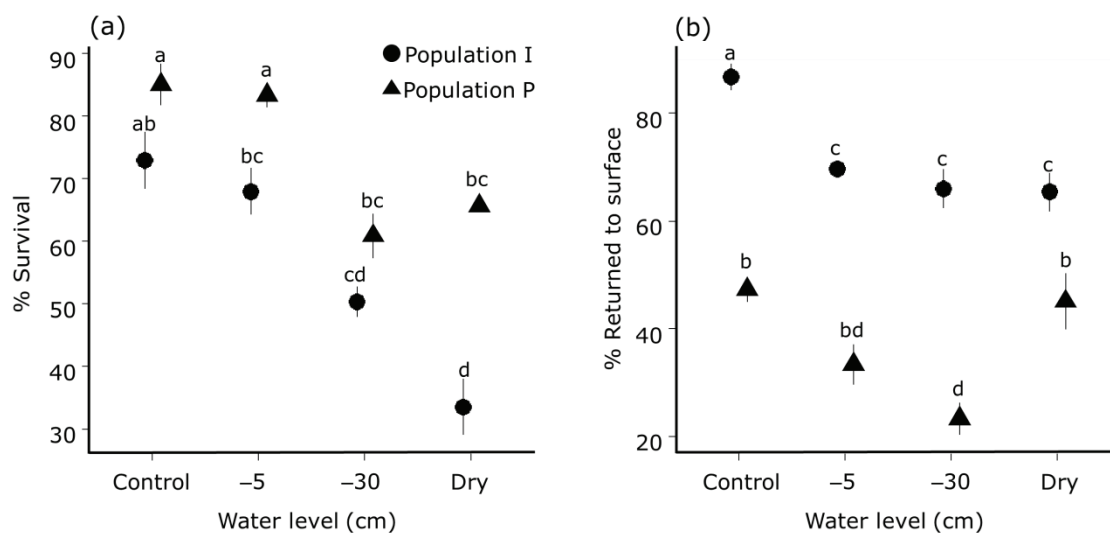 (a)
% Survival
90
80
70
60
50
40
30
Population I
Population P
a
a
ab
bc
bc
bc
cd
d
Control
–5
–30
Dry
Water level (cm)
(b)
% Returned to surface
80
60
40
20
a
c
c
c
b
bd
d
b
Control
–5
–30
Dry
Water level (cm)